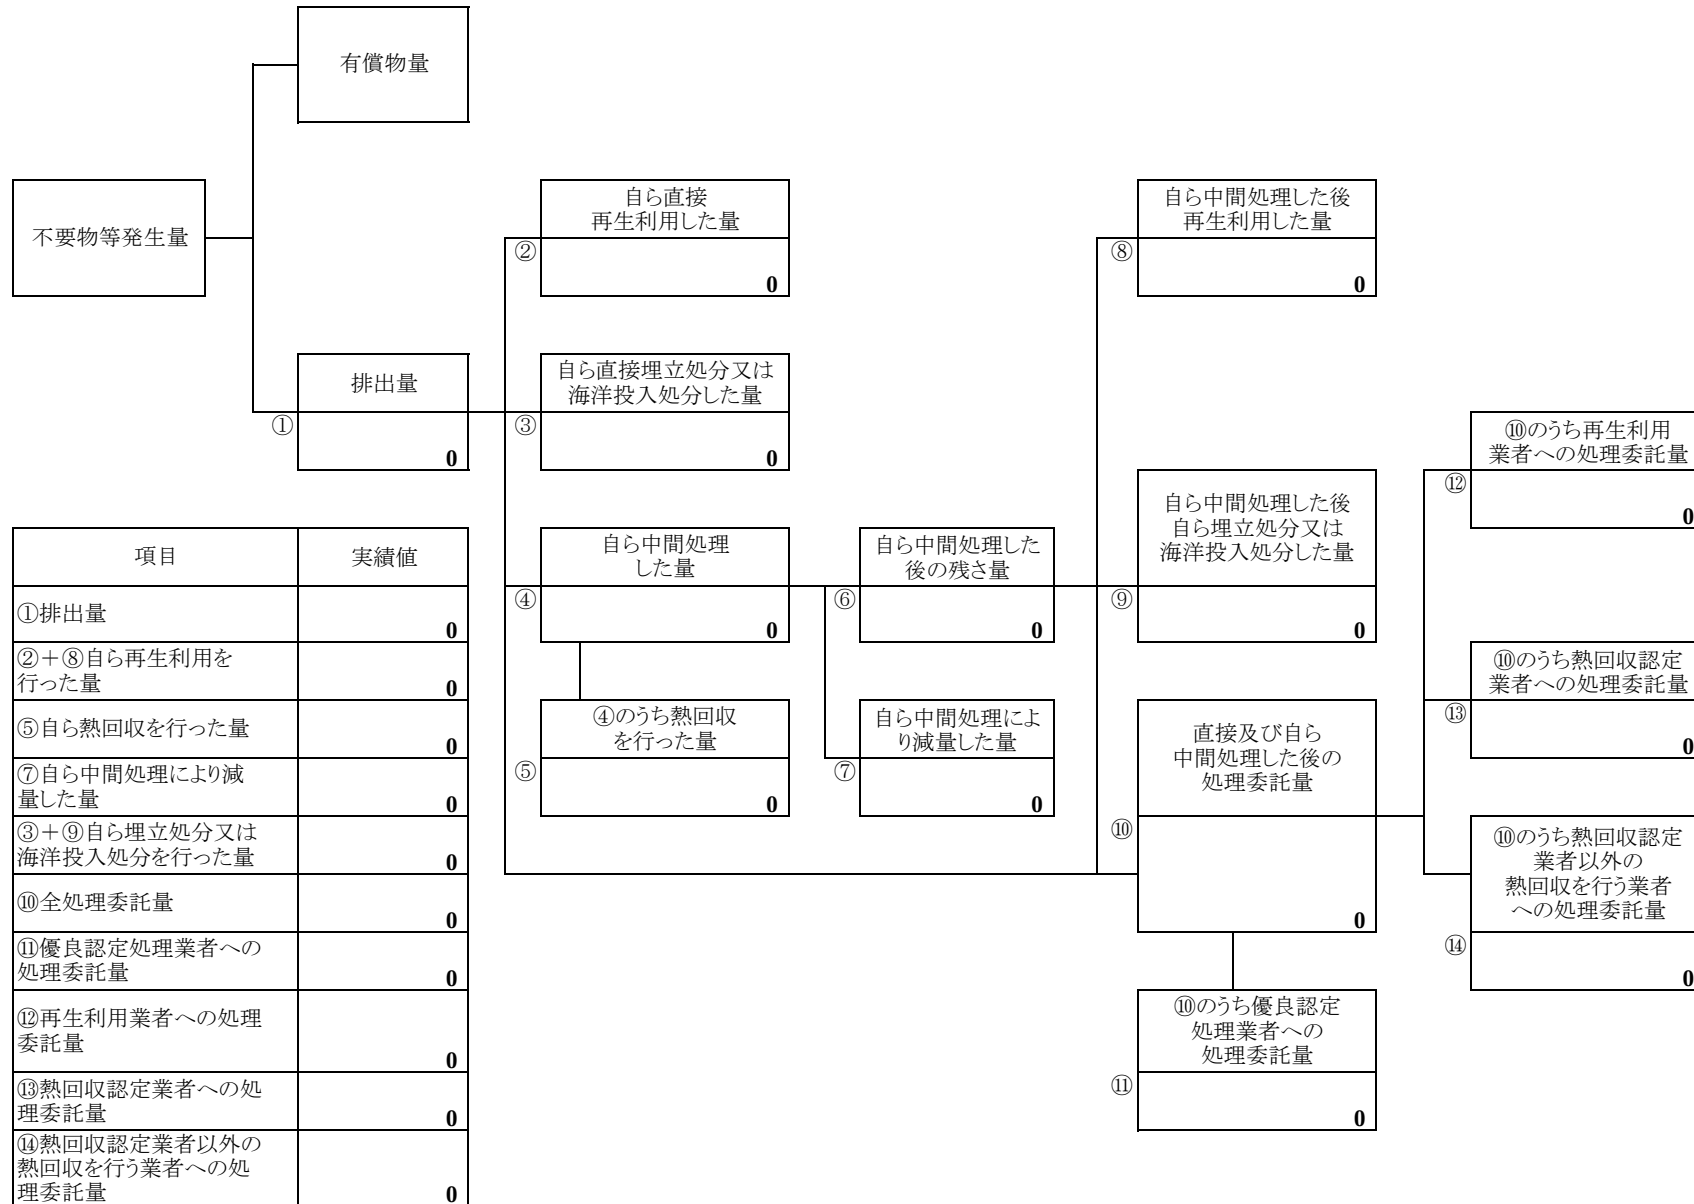 有償物量
不要物等発生量
自ら直接
再生利用した量
②
0
自ら中間処理した後
再生利用した量
⑧
0
排出量
①
0
自ら直接埋立処分又は
海洋投入処分した量
③
0
⑩のうち再生利用
業者への処理委託量
⑫
0
自ら中間処理
した量
④
0
自ら中間処理した
後の残さ量
⑥
0
自ら中間処理した後
自ら埋立処分又は
海洋投入処分した量
⑨
0
⑩のうち熱回収認定
業者への処理委託量
⑬
0
④のうち熱回収
を行った量
⑤
0
自ら中間処理によ
り減量した量
⑦
0
直接及び自ら
中間処理した後の
処理委託量
⑩
0
⑩のうち熱回収認定
業者以外の
熱回収を行う業者
への処理委託量
⑭
0
⑩のうち優良認定
処理業者への
処理委託量
⑪
0
項目 実績値
①排出量
0
②＋⑧自ら再生利用を
行った量
0
⑤自ら熱回収を行った量
0
⑦自ら中間処理により減
量した量
0
③＋⑨自ら埋立処分又は
海洋投入処分を行った量
0
⑩全処理委託量
0
⑪優良認定処理業者への
処理委託量
0
⑫再生利用業者への処理
委託量
0
⑬熱回収認定業者への処
理委託量
0
⑭熱回収認定業者以外の
熱回収を行う業者への処
理委託量
0